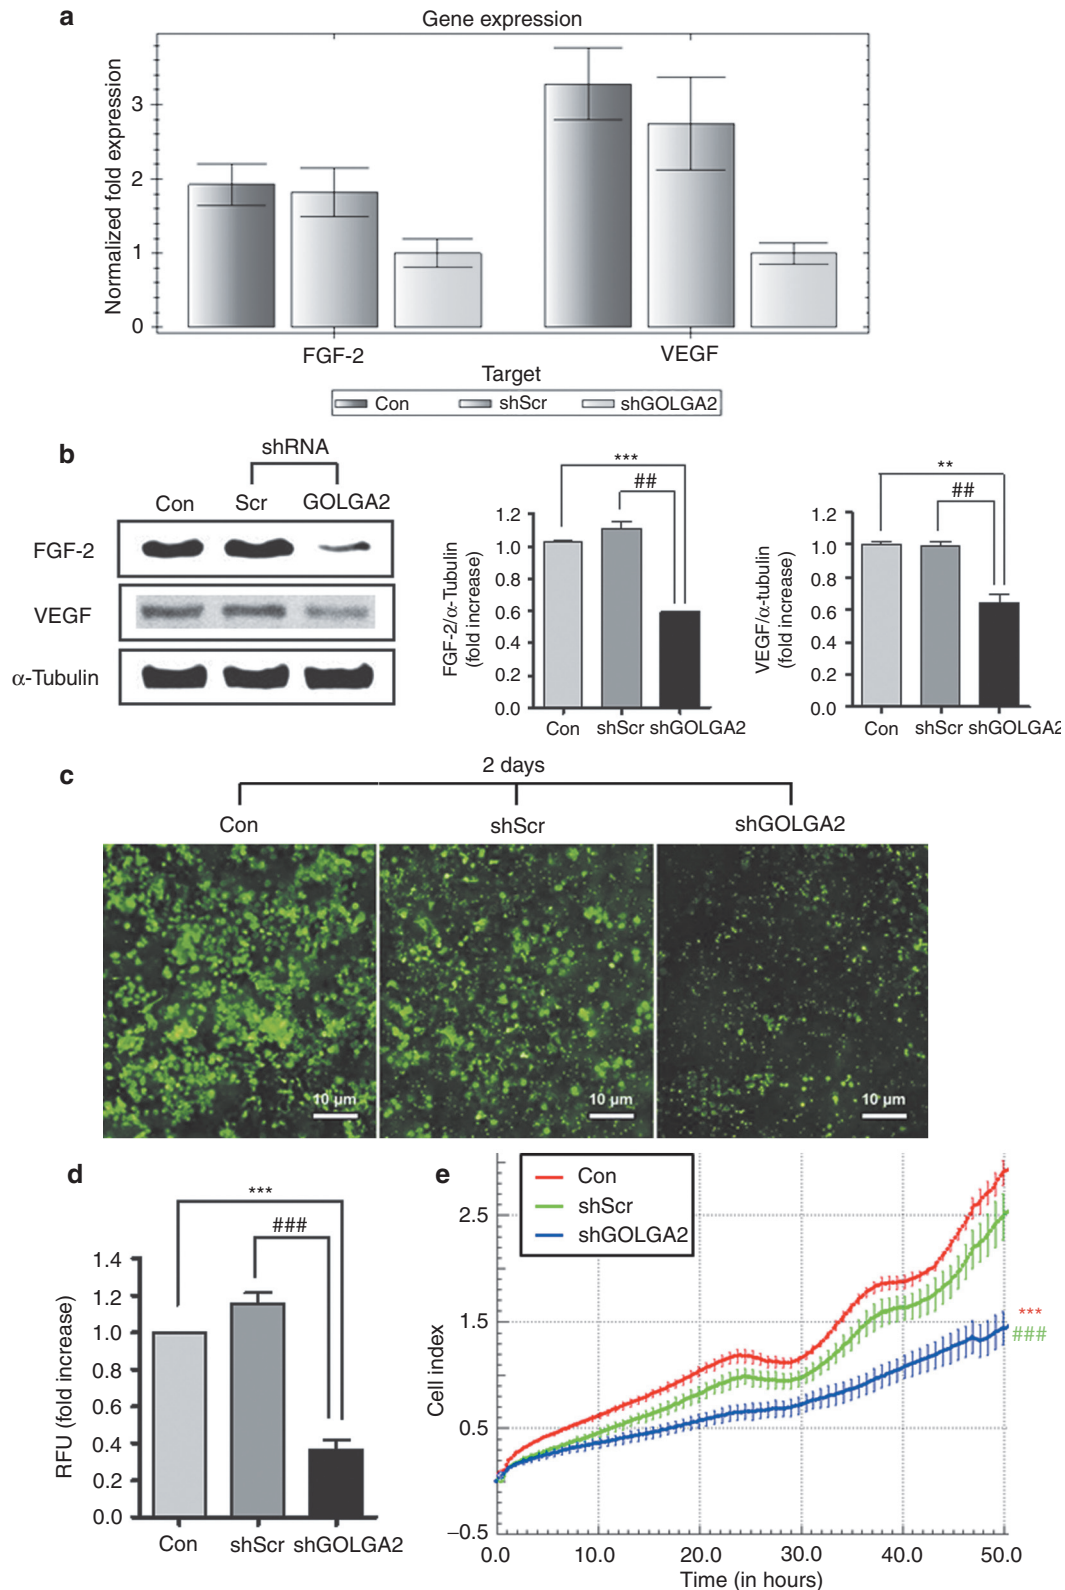 a
Gene expression
Normalized fold expression
3
2
1
0
FGF-2
VEGF
Target
Con
shScr
shGOLGA2
b
shRNA
Con
Scr
GOLGA2
FGF-2
VEGF
α-Tubulin
***
##
FGF-2/α-Tubulin
(fold increase)
1.2
1.0
0.8
0.6
0.4
0.2
0.0
Con
shScr
shGOLGA2
**
##
VEGF/α-tubulin
(fold increase)
1.2
1.0
0.8
0.6
0.4
0.2
0.0
Con
shScr
shGOLGA2
c
2 days
Con
shScr
shGOLGA2
10 μm
10 μm
10 μm
d
***
###
RFU (fold increase)
1.4
1.2
1.0
0.8
0.6
0.4
0.2
0.0
Con
shScr
shGOLGA2
e
Con
shScr
shGOLGA2
Cell index
2.5
1.5
0.5
−0.5
***
###
0.0
10.0
20.0
30.0
40.0
50.0
Time (in hours)